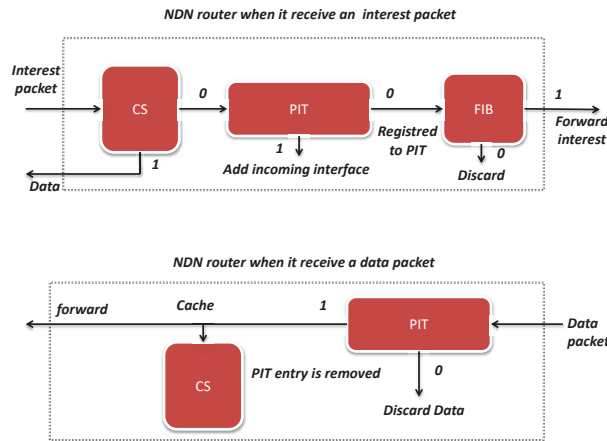 NDN router when it receive an interest packet
Interest
packet
CS
0
PIT
0
FIB
1
Forward
interest
Registred
to PIT
1
Add incoming interface
0
Discard
1
Data
NDN router when it receive a data packet
forward
Cache
1
PIT
Data
packet
CS
PIT entry is removed
0
Discard Data